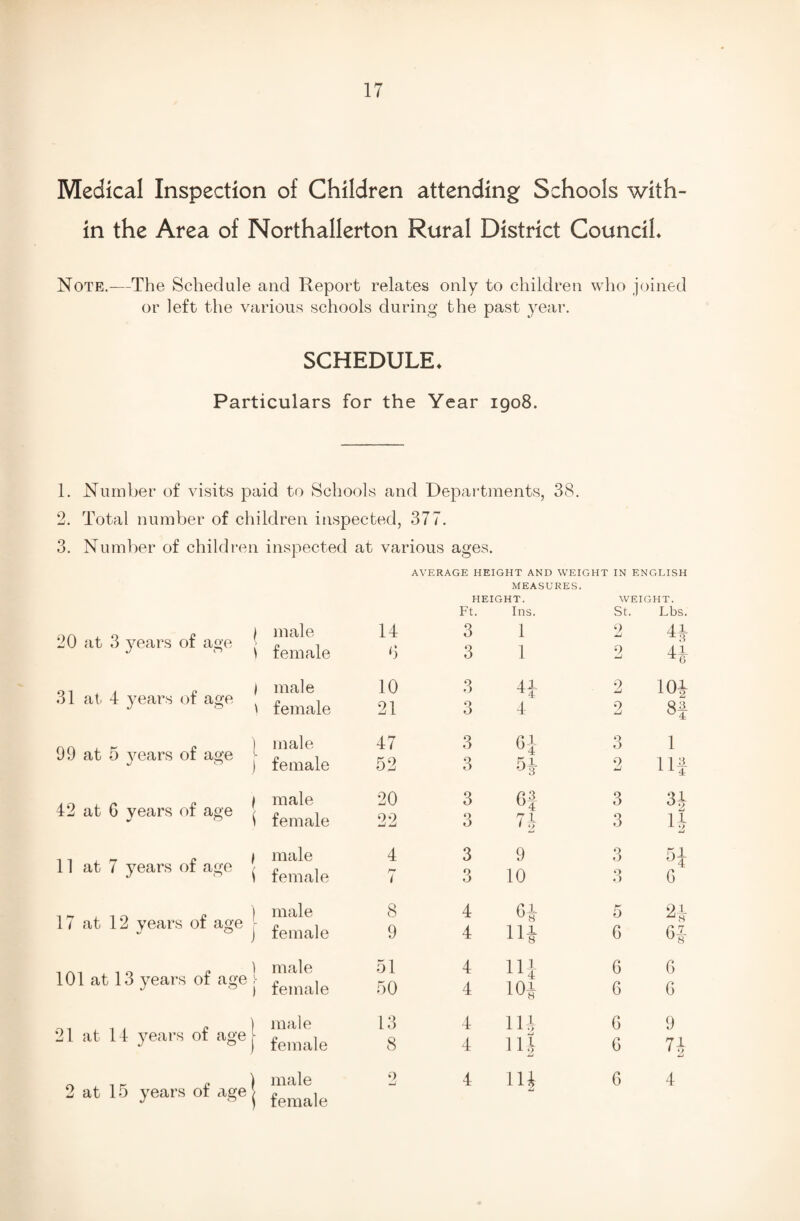 17
Medical Inspection of Children attending Schools with-
in the Area of Northallerton Rural District Council.
NOTE.—The Schedule and Report relates only to children who joined
or left the various schools during the past year.
SCHEDULE.
Particulars for the Year 1908.
1. Number of visits paid to Schools and Departments, 38.
2. Total number of children inspected, 377.
3. Number of children inspected at various ages.
AVERAGE HEIGHT AND WEIGHT IN ENGLISH
MEASURES.
HEIGHT. WEIGHT.
Ft. Ins. St. Lbs.
20 at 3 years of age { male 14 3 1 2 4⅓
female 6 3 1 2 4⅙
31 at 4 years of age { male 10 3 4¼ 2 10½
female 21 3 4 2 8¾
99 at 5 years of age } male 47 3 6¼ 3 1
female 52 3 5⅓ 2 11¾
42 at 6 years of age { male 20 3 6¾ 3 3½
female 22 3 7½ 3 1½
11 at 7 years of age { male 4 3 9 3 5¼
female 7 3 10 3 6
17 at 12 years of age } male 8 4 6⅛ 5 2⅛
female 9 4 11⅛ 6 6⅞
101 at 13 years of age } male 51 4 11¼ 6 6
female 50 4 10⅛ 6 6
21 at 14 years of age } male 13 4 11½ 6 9
female 8 4 11½ 6 7½
2 at 15 years of age { male 2 4 11½ 6 4
female